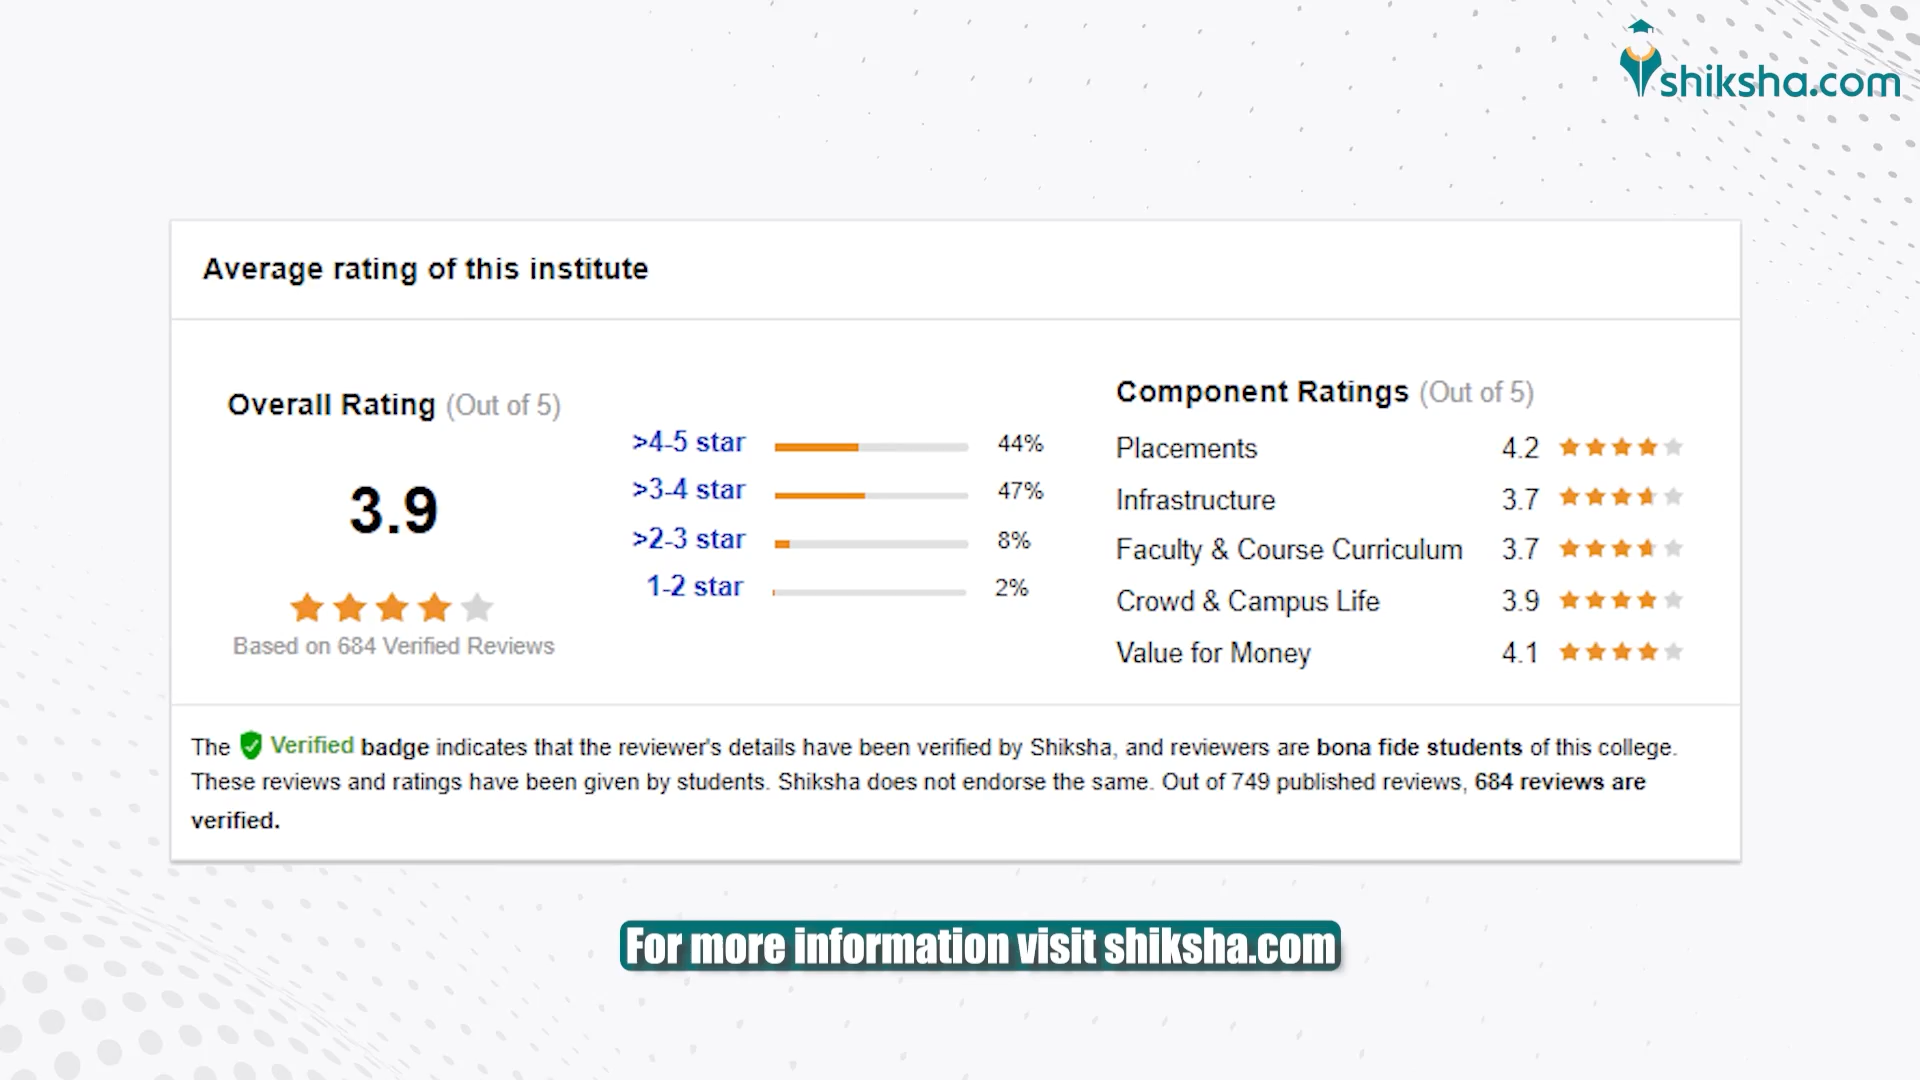 shiksha.com
Average rating of this institute
Overall Rating (Out of 5)
3.9
Based on 684 Verified Reviews
>4-5 star 44%
>3-4 star 47%
>2-3 star 8%
1-2 star 2%
Component Ratings (Out of 5)
Placements 4.2
Infrastructure 3.7
Faculty & Course Curriculum 3.7
Crowd & Campus Life 3.9
Value for Money 4.1
The Verified badge indicates that the reviewer's details have been verified by Shiksha, and reviewers are bona fide students of this college.
These reviews and ratings have been given by students. Shiksha does not endorse the same. Out of 749 published reviews, 684 reviews are
verified.
For more information visit shiksha.com